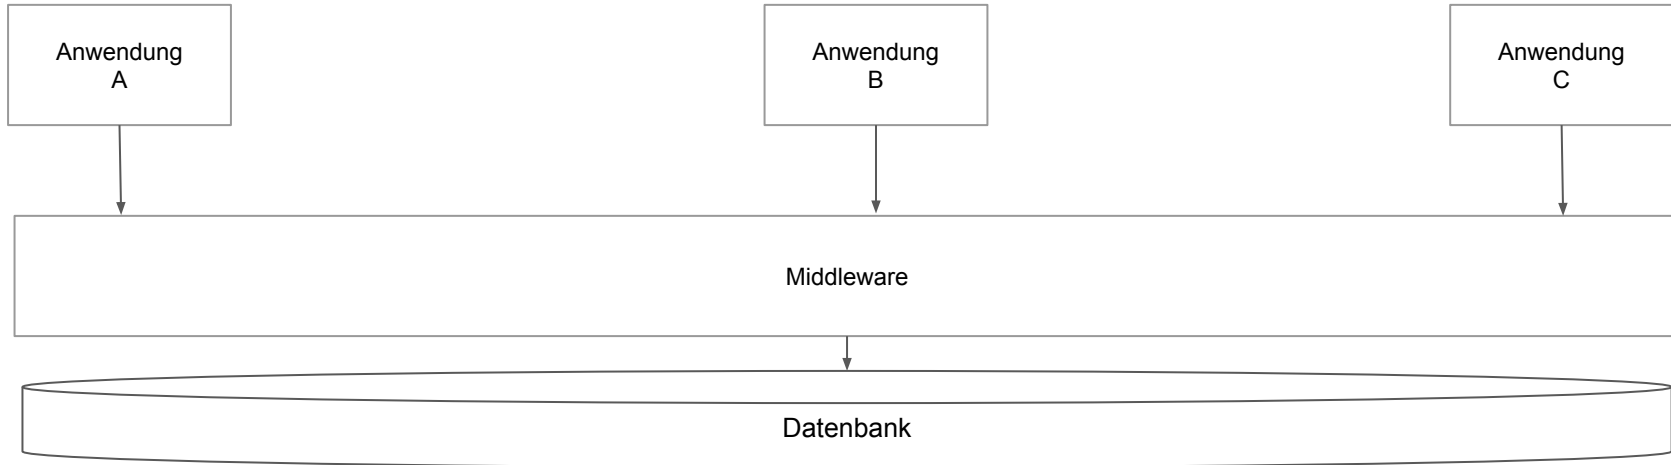 Anwendung
A
Anwendung
B
Anwendung
C
Middleware
Datenbank